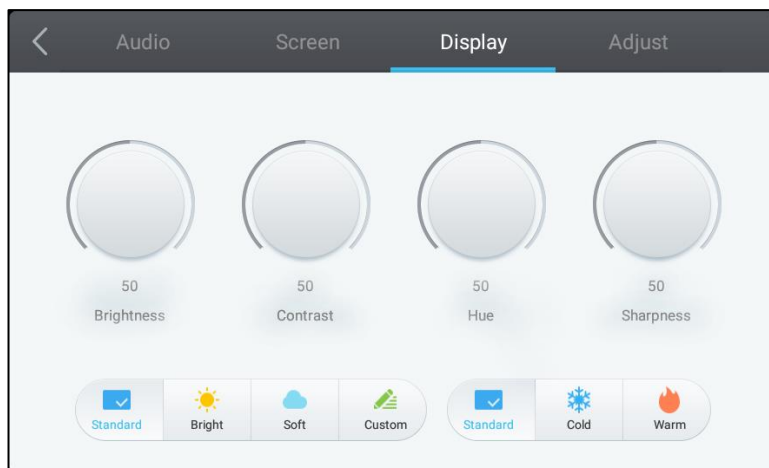 Audio Screen Display Adjust
50 50 50 50
Brightness Contrast Hue Sharpness
Standard Bright Soft Custom Standard Cold Warm